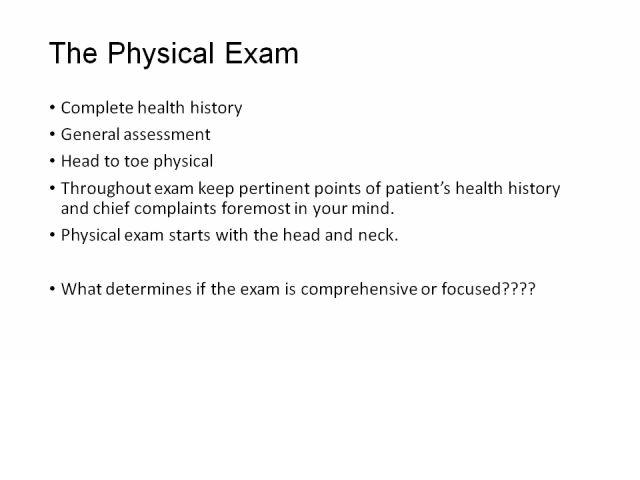 The Physical Exam
• Complete health history
• General assessment
• Head to toe physical
• Throughout exam keep pertinent points of patient’s health history
and chief complaints foremost in your mind.
• Physical exam starts with the head and neck.
• What determines if the exam is comprehensive or focused????